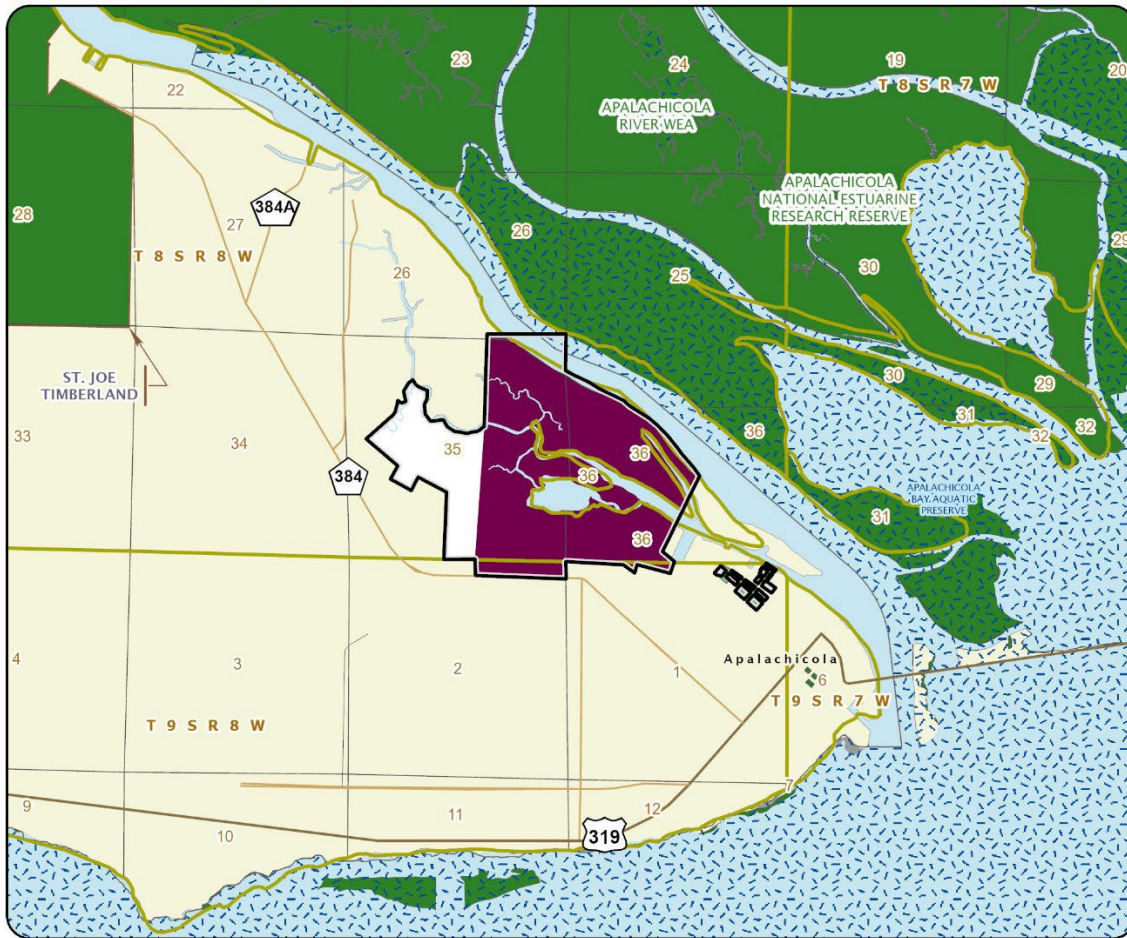 23
24
19
T 8 S R 7 W
20
22
APALACHICOLA
RIVER WEA
APALACHICOLA
NATIONAL ESTUARINE
RESEARCH RESERVE
28
384A
27
26
29
T 8 S R 8 W
26
30
25
ST. JOE
TIMBERLAND
30
29
33
34
35
36
36
31
32
32
384
36
36
APALACHICOLA
BAY AQUATIC
PRESERVE
31
36
4
3
2
1
Apalachicola
6
T 9 S R 8 W
T 9 S R 7 W
7
9
10
11
12
319